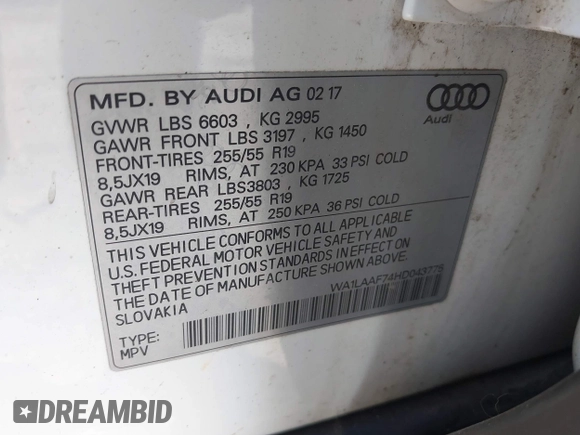 MFD. BY AUDI AG 02 17
Audi
GVWR LBS 6603 , KG 2995
GAWR FRONT LBS 3197 , KG 1450
FRONT-TIRES 255/55 R19
8,5JX19 RIMS, AT 230 KPA 33 PSI COLD
GAWR REAR LBS3803 , KG 1725
REAR-TIRES 255/55 R19
8,5JX19 RIMS, AT 250 KPA 36 PSI COLD
THIS VEHICLE CONFORMS TO ALL APPLICABLE
U.S. FEDERAL MOTOR VEHICLE SAFETY AND
THEFT PREVENTION STANDARDS IN EFFECT ON
THE DATE OF MANUFACTURE SHOWN ABOVE.
SLOVAKIA
WA1LAAF74HD043775
TYPE:
MPV
DREAMBID